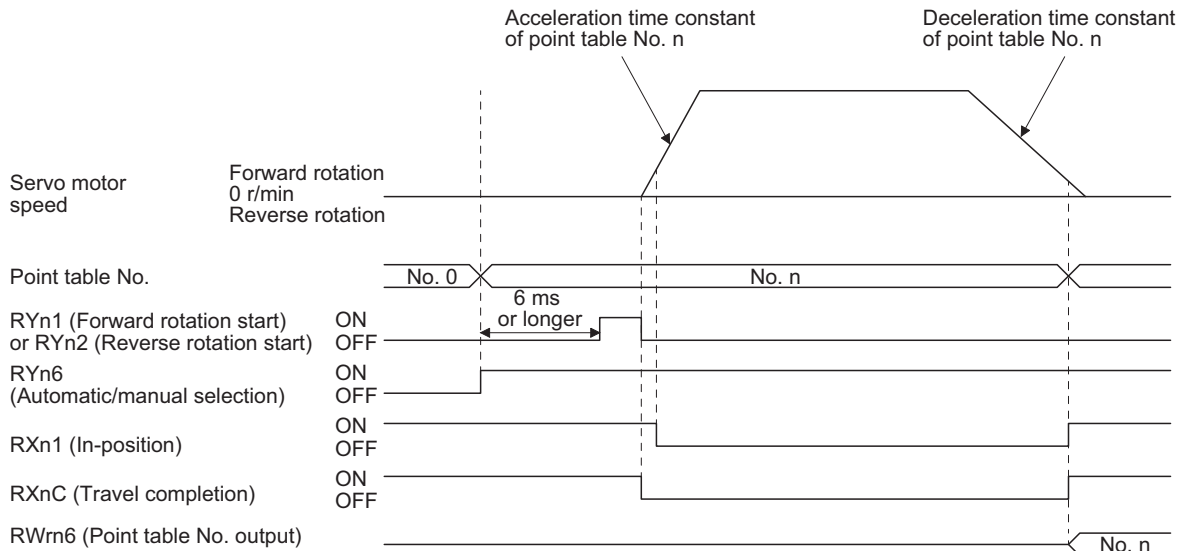 Acceleration time constant
of point table No. n
Deceleration time constant
of point table No. n
Servo motor
speed
Forward rotation
0 r/min
Reverse rotation
Point table No.
No. 0
No. n
6 ms
or longer
RYn1 (Forward rotation start)
or RYn2 (Reverse rotation start)
ON
OFF
RYn6
(Automatic/manual selection)
ON
OFF
RXn1 (In-position)
ON
OFF
RXnC (Travel completion)
ON
OFF
RWrn6 (Point table No. output)
No. n